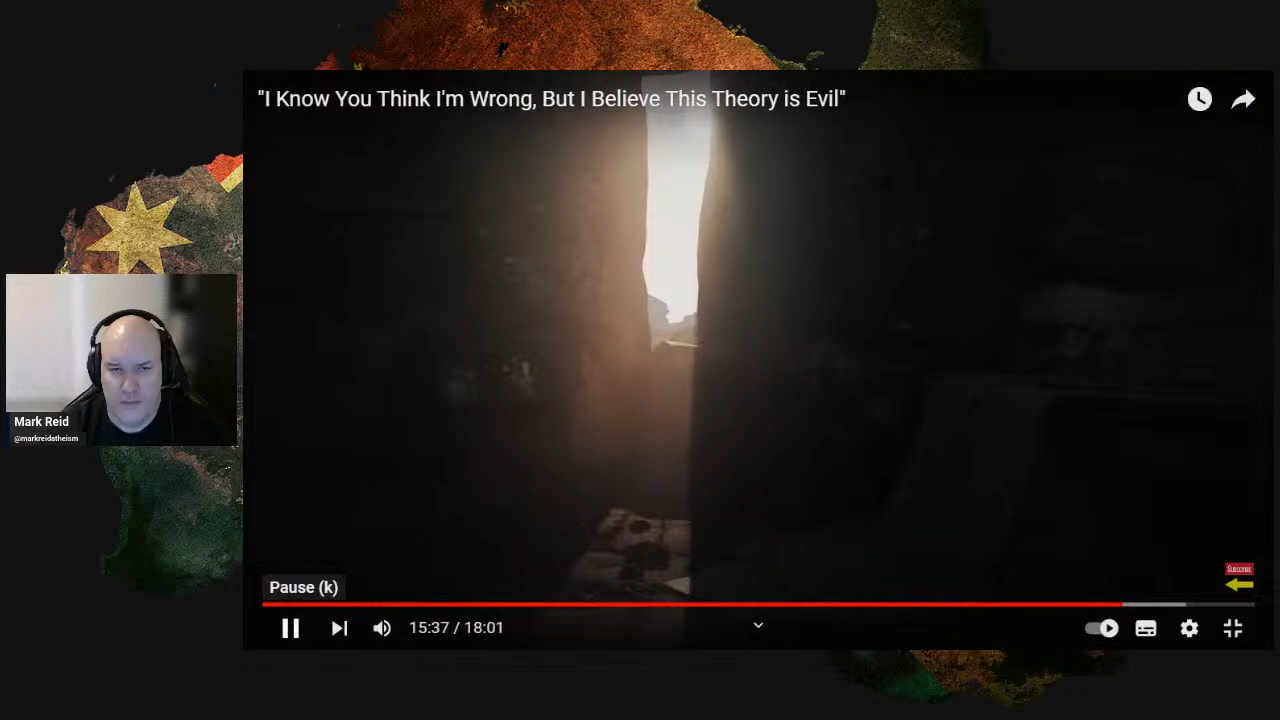 "I Know You Think I'm Wrong, But I Believe This Theory is Evil"
Mark Reid
@markreidatheism
SUBSCRIBE
Pause (k)
15:37 / 18:01